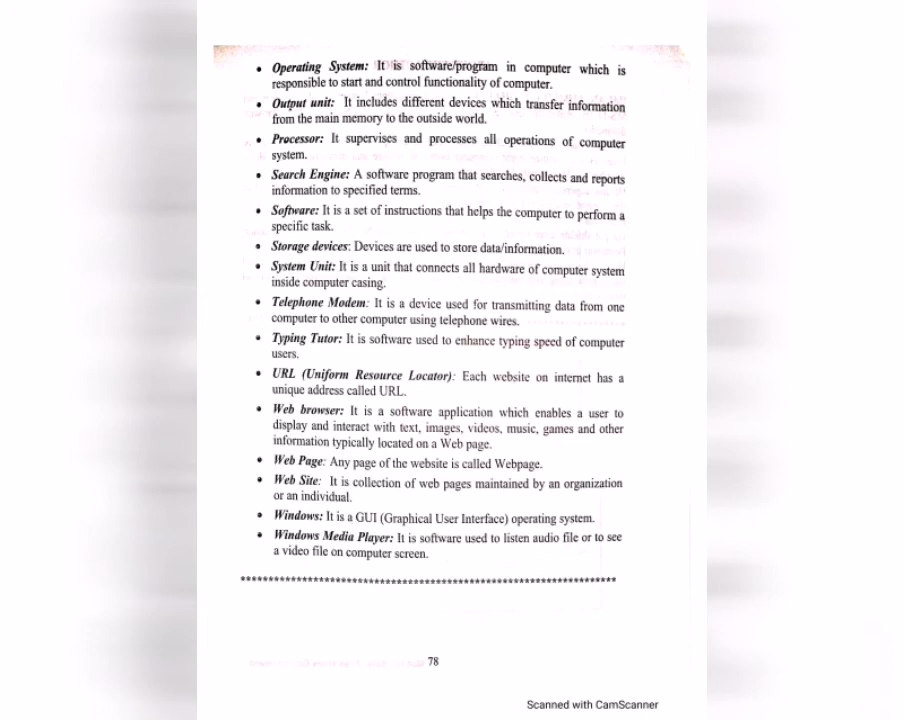 • Operating System: It is software/program in computer which is
responsible to start and control functionality of computer.
• Output unit: It includes different devices which transfer information
from the main memory to the outside world.
• Processor: It supervises and processes all operations of computer
system.
• Search Engine: A software program that searches, collects and reports
information to specified terms.
• Software: It is a set of instructions that helps the computer to perform a
specific task.
• Storage devices: Devices are used to store data/information.
• System Unit: It is a unit that connects all hardware of computer system
inside computer casing.
• Telephone Modem: It is a device used for transmitting data from one
computer to other computer using telephone wires.
• Typing Tutor: It is software used to enhance typing speed of computer
users.
• URL (Uniform Resource Locator): Each website on internet has a
unique address called URL.
• Web browser: It is a software application which enables a user to
display and interact with text, images, videos, music, games and other
information typically located on a Web page.
• Web Page: Any page of the website is called Webpage.
• Web Site: It is collection of web pages maintained by an organization
or an individual.
• Windows: It is a GUI (Graphical User Interface) operating system.
• Windows Media Player: It is software used to listen audio file or to see
a video file on computer screen.
**********************************************************************
78
Scanned with CamScanner